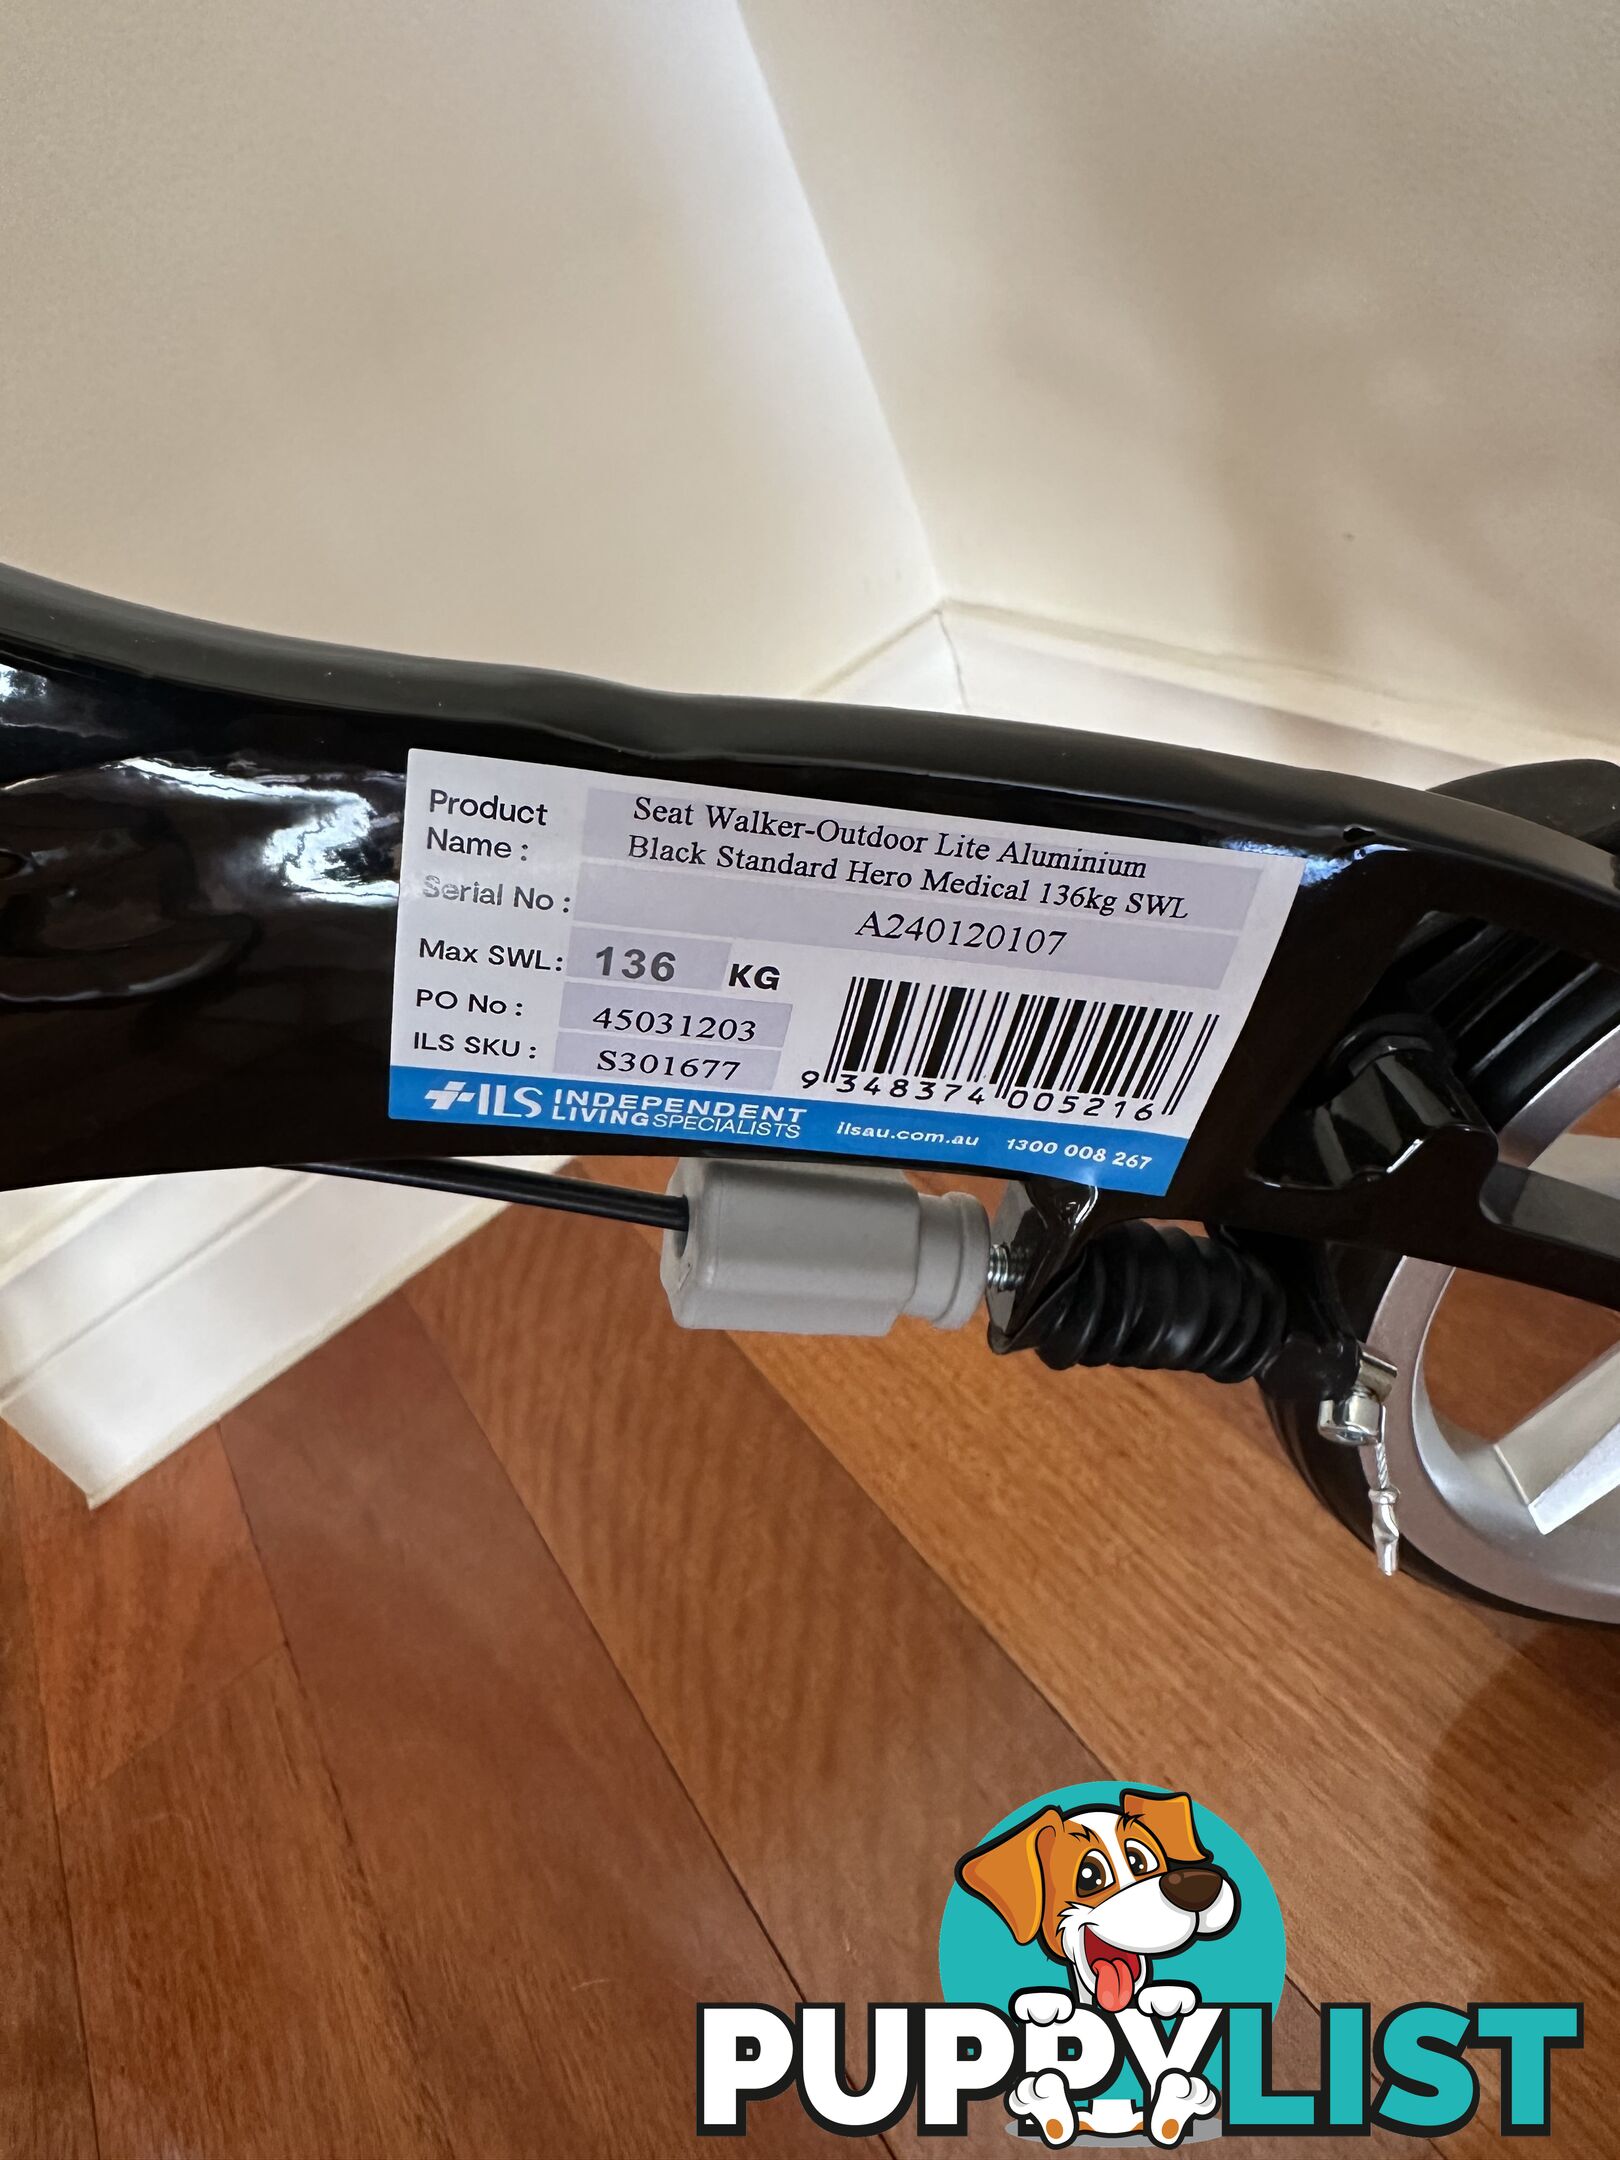 Product Name : Seat Walker-Outdoor Lite Aluminium
Black Standard Hero Medical 136kg SWL
Serial No : A240120107
Max SWL: 136 KG
PO No : 45031203
ILS SKU : S301677
9 348374 005216
ILS INDEPENDENT LIVING SPECIALISTS ilsau.com.au 1300 008 267
PUPPYLIST